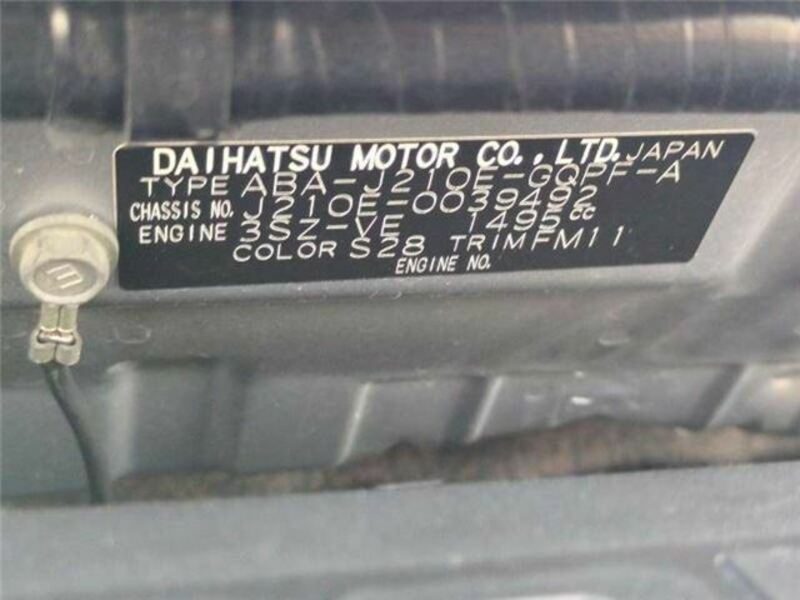 DAIHATSU MOTOR CO., LTD. JAPAN
TYPE ABA-J210E-GQPF-A
CHASSIS NO. J210E-0039492
ENGINE 3SZ-VE 1495cc
COLOR S28 TRIM FM11
ENGINE NO.